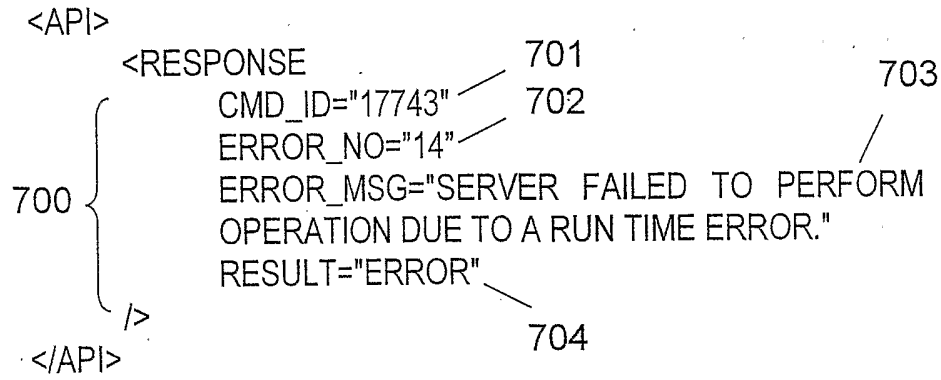 <API>
<RESPONSE
701
CMD_ID="17743"
702
703
ERROR_NO="14"
700
ERROR_MSG="SERVER FAILED TO PERFORM
OPERATION DUE TO A RUN TIME ERROR."
RESULT="ERROR"
/>
704
</API>